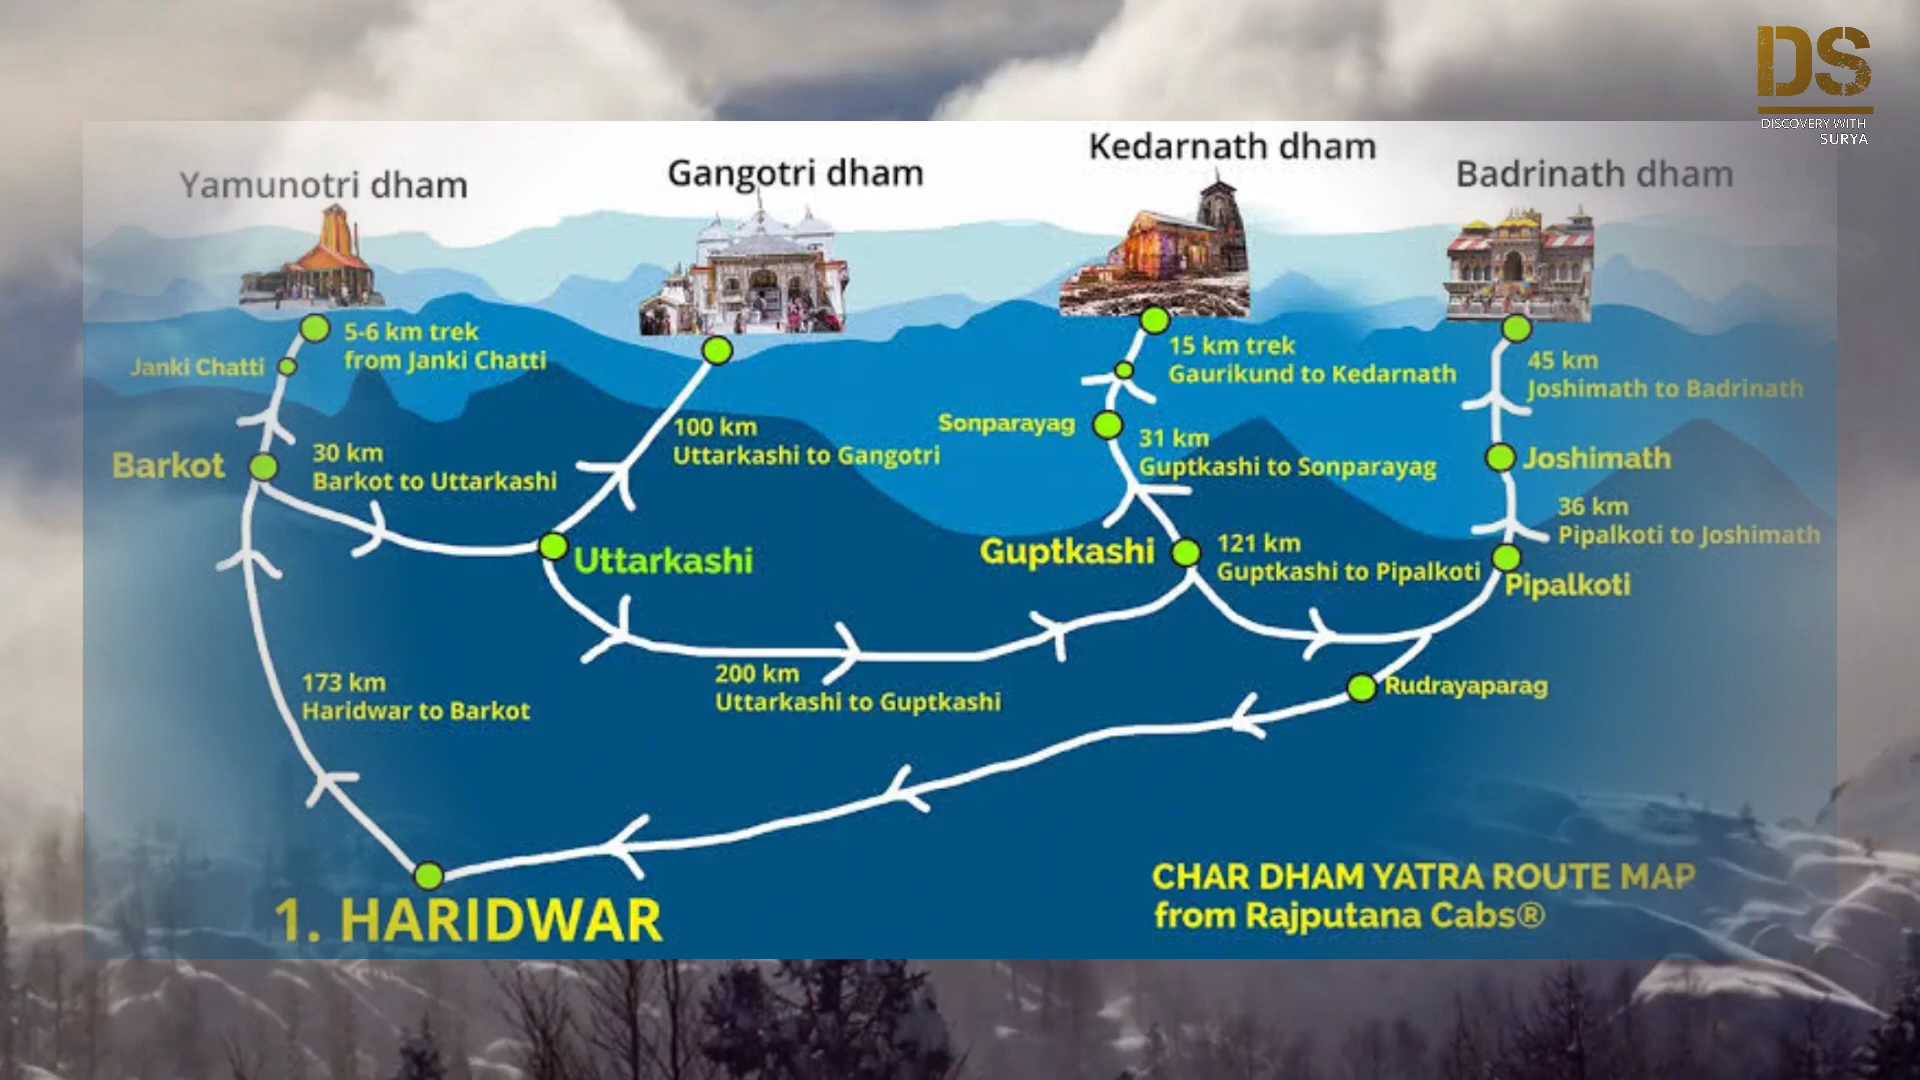 DS
DISCOVERY WITH
SURYA
Kedarnath dham
Gangotri dham
Badrinath dham
Yamunotri dham
5-6 km trek
from Janki Chatti
Janki Chatti
15 km trek
Gaurikund to Kedarnath
45 km
Joshimath to Badrinath
Barkot
30 km
Barkot to Uttarkashi
100 km
Uttarkashi to Gangotri
Sonparayag
31 km
Guptkashi to Sonparayag
Joshimath
36 km
Pipalkoti to Joshimath
Uttarkashi
Guptkashi
121 km
Guptkashi to Pipalkoti
Pipalkoti
173 km
Haridwar to Barkot
200 km
Uttarkashi to Guptkashi
Rudrayaparag
1. HARIDWAR
CHAR DHAM YATRA ROUTE MAP
from Rajputana Cabs®